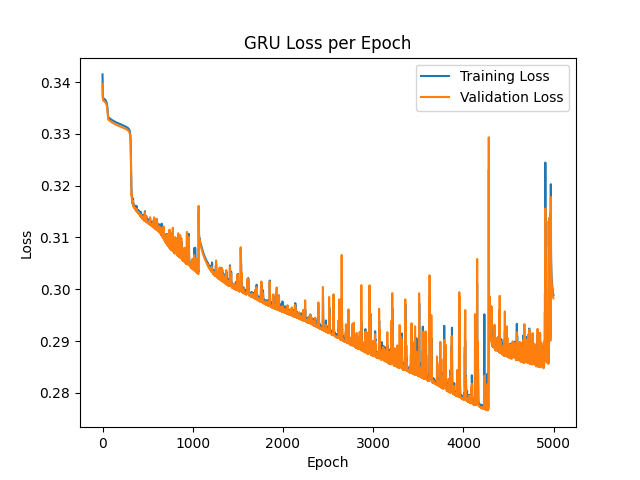 GRU Loss per Epoch
Training Loss
Validation Loss
Loss
0.34
0.33
0.32
0.31
0.30
0.29
0.28
0
1000
2000
3000
4000
5000
Epoch